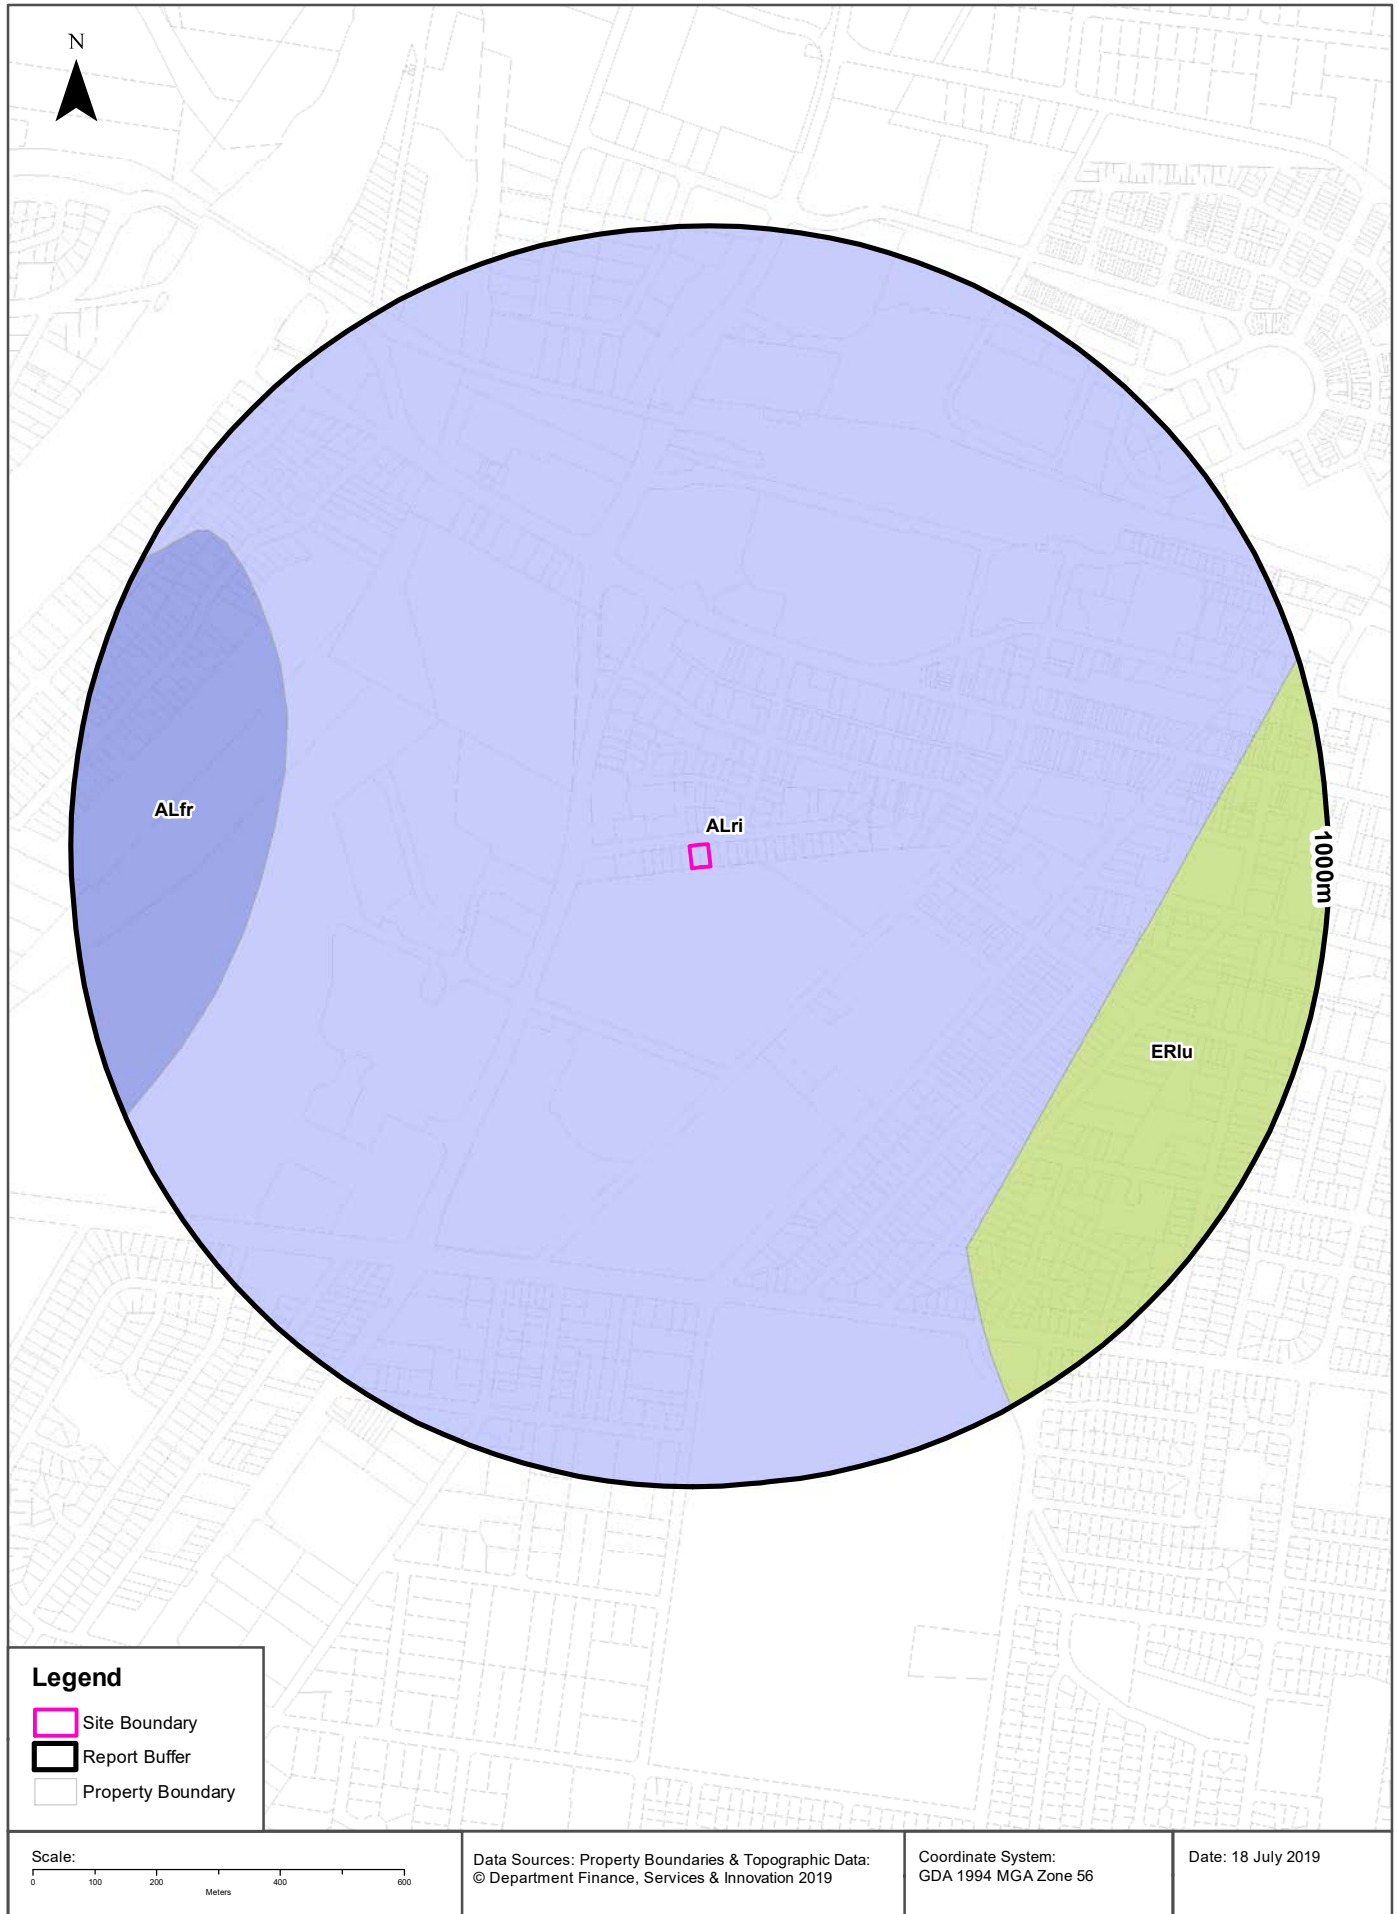 N
ALfr
ALri
1000m
ERlu
Legend
Site Boundary
Report Buffer
Property Boundary
Scale:
0 100 200 400 600
Meters
Data Sources: Property Boundaries & Topographic Data:
© Department Finance, Services & Innovation 2019
Coordinate System:
GDA 1994 MGA Zone 56
Date: 18 July 2019